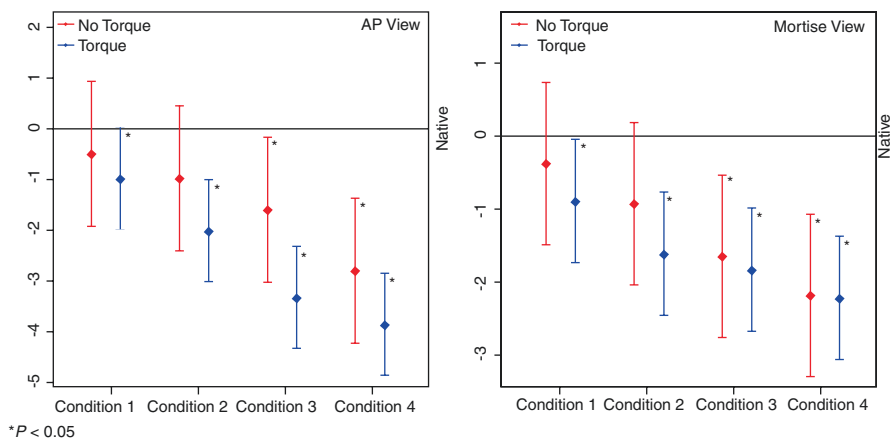 No Torque
AP View
Torque
2
1
0
-1
-2
-3
-4
-5
*
*
*
*
*
*
Native
Condition 1 Condition 2 Condition 3 Condition 4
*P < 0.05
No Torque
Mortise View
Torque
1
0
-1
-2
-3
*
*
*
*
*
*
Native
Condition 1 Condition 2 Condition 3 Condition 4